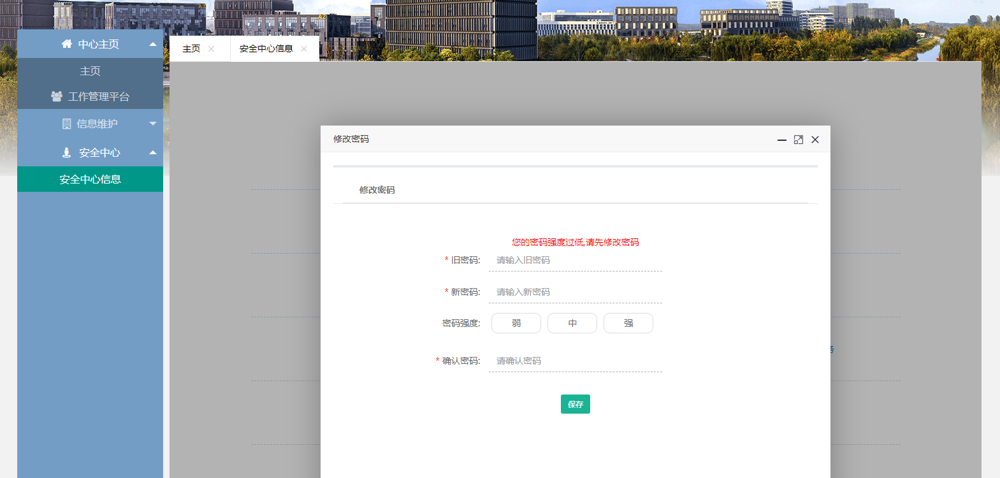 A3
A2
中心主页
主页
工作管理平台
信息维护
安全中心
安全中心信息
主页
安全中心信息
修改密码
修改密码
您的密码强度过低,请先修改密码
* 旧密码: 请输入旧密码
* 新密码: 请输入新密码
密码强度: 弱 中 强
* 确认密码: 请确认密码
保存